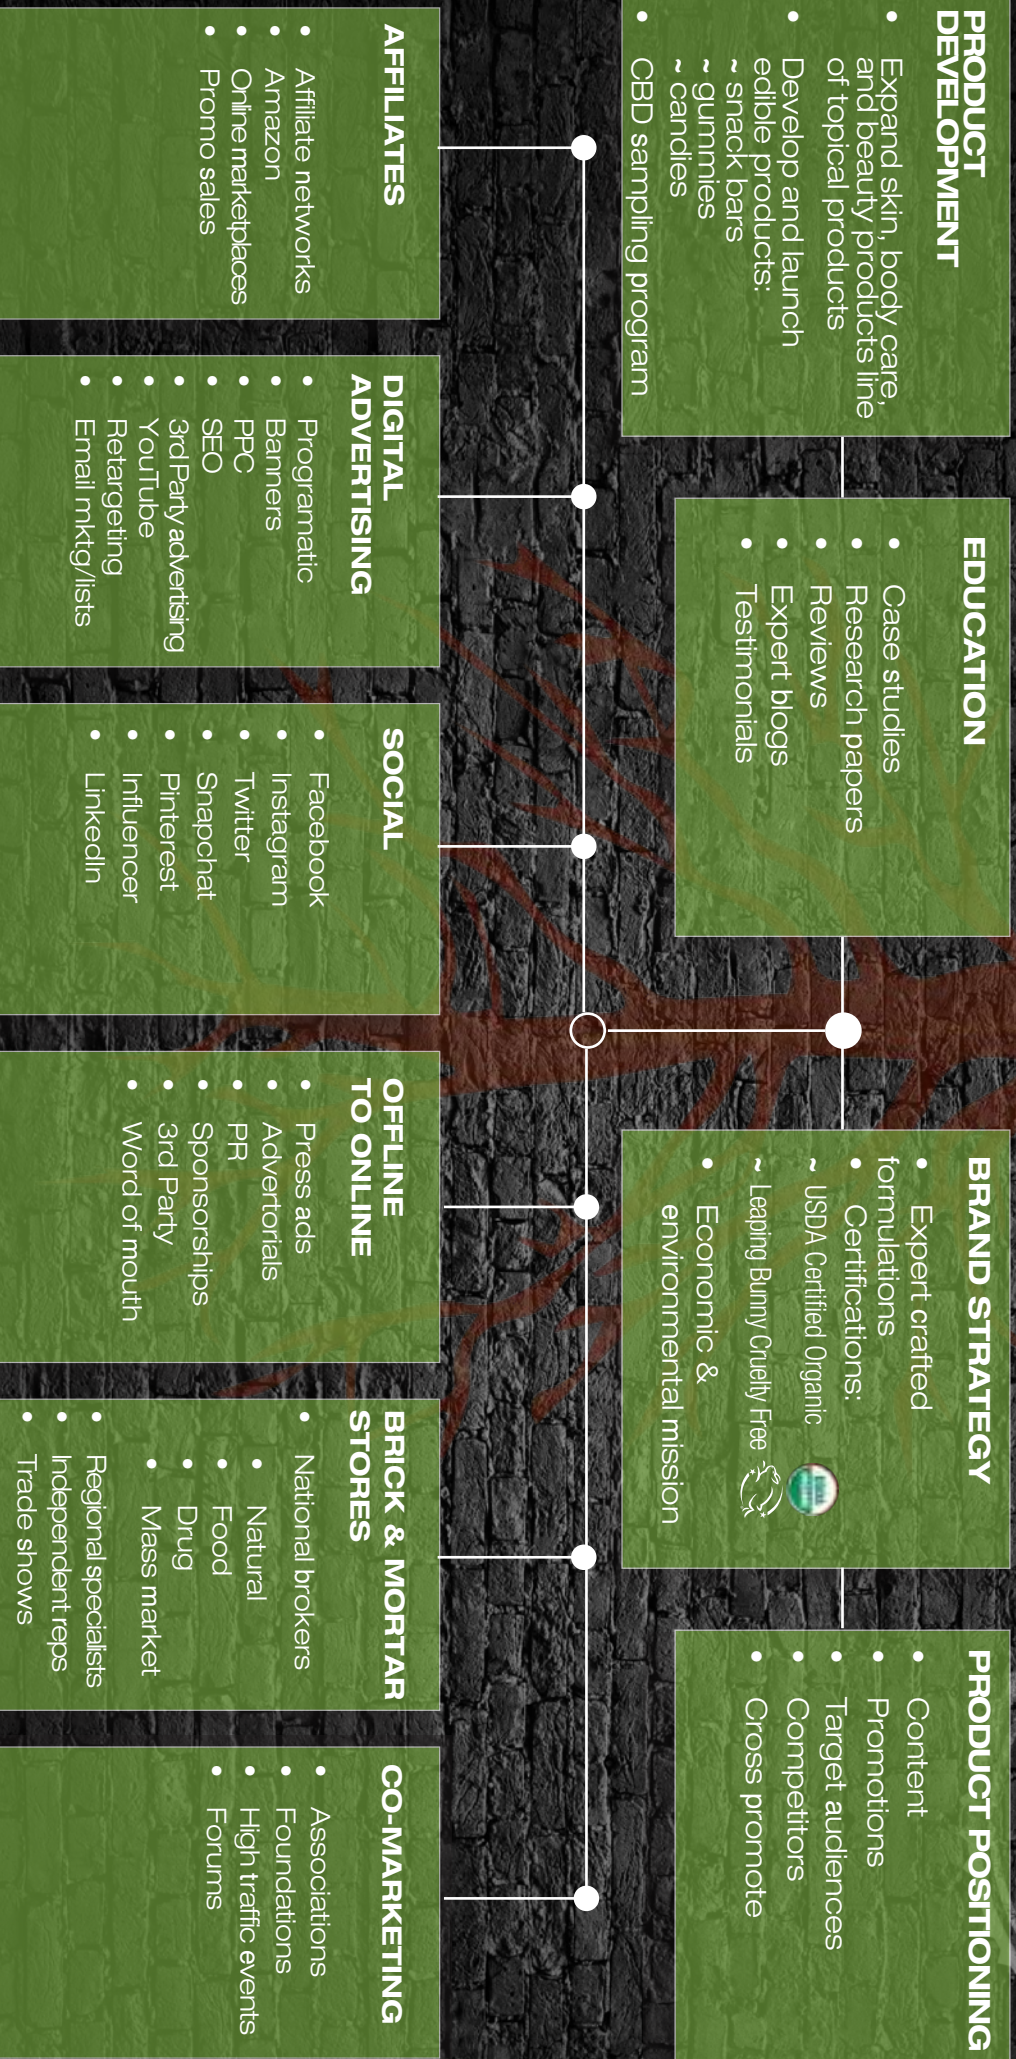 PRODUCT
DEVELOPMENT
• Expand skin, body care,
and beauty products line
of topical products
• Develop and launch
edible products:
~ snack bars
~ gummies
~ candies
• CBD sampling program
EDUCATION
• Case studies
• Research papers
• Reviews
• Expert blogs
• Testimonials
BRAND STRATEGY
• Expert crafted
formulations
• Certifications:
~ USDA Certified Organic
~ Leaping Bunny Cruelty Free
• Economic &
environmental mission
PRODUCT POSITIONING
• Content
• Promotions
• Target audiences
• Competitors
• Cross promote
AFFILIATES
• Affiliate networks
• Amazon
• Online marketplaces
• Promo sales
DIGITAL
ADVERTISING
• Programatic
• Banners
• PPC
• SEO
• 3rd Party advertising
• YouTube
• Retargeting
• Email mktg/lists
SOCIAL
• Facebook
• Instagram
• Twitter
• Snapchat
• Pinterest
• Influencer
• LinkedIn
OFFLINE
TO ONLINE
• Press ads
• Advertorials
• PR
• Sponsorships
• 3rd Party
• Word of mouth
BRICK & MORTAR
STORES
• National brokers
• Natural
• Food
• Drug
• Mass market
• Regional specialists
• Independent reps
• Trade shows
CO-MARKETING
• Associations
• Foundations
• High traffic events
• Forums